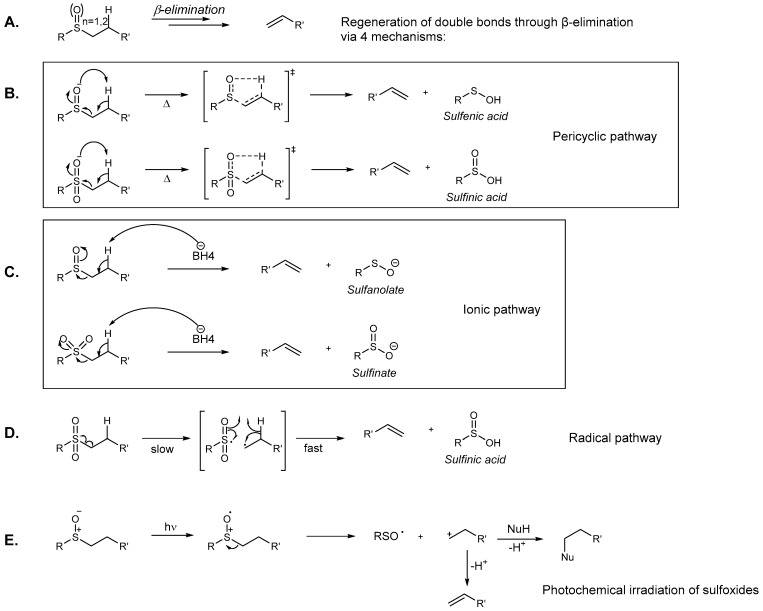 A.
(O)
n=1,2
H
S
R
R'
β-elimination
R'
Regeneration of double bonds through β-elimination
via 4 mechanisms:
B.
O
H
S
R
R'
Δ
O
H
S
R
R'
‡
R'
+
S
R
OH
Sulfenic acid
Pericyclic pathway
O
H
S
R
R'
O
Δ
O
H
S
R
R'
O
‡
R'
+
O
S
R
OH
Sulfinic acid
C.
O
H
S
R
R'
BH4
R'
+
S
R
O
Sulfanolate
Ionic pathway
O
O
H
S
R
R'
BH4
R'
+
O
S
R
O
Sulfinate
D.
O
H
S
R
R'
O
slow
O
H
S
R
R'
O
fast
R'
+
O
S
R
OH
Sulfinic acid
Radical pathway
E.
O
S
R
R'
hν
O
S
R
R'
RSO
+
R'
NuH
-H+
R'
Nu
-H+
R'
Photochemical irradiation of sulfoxides